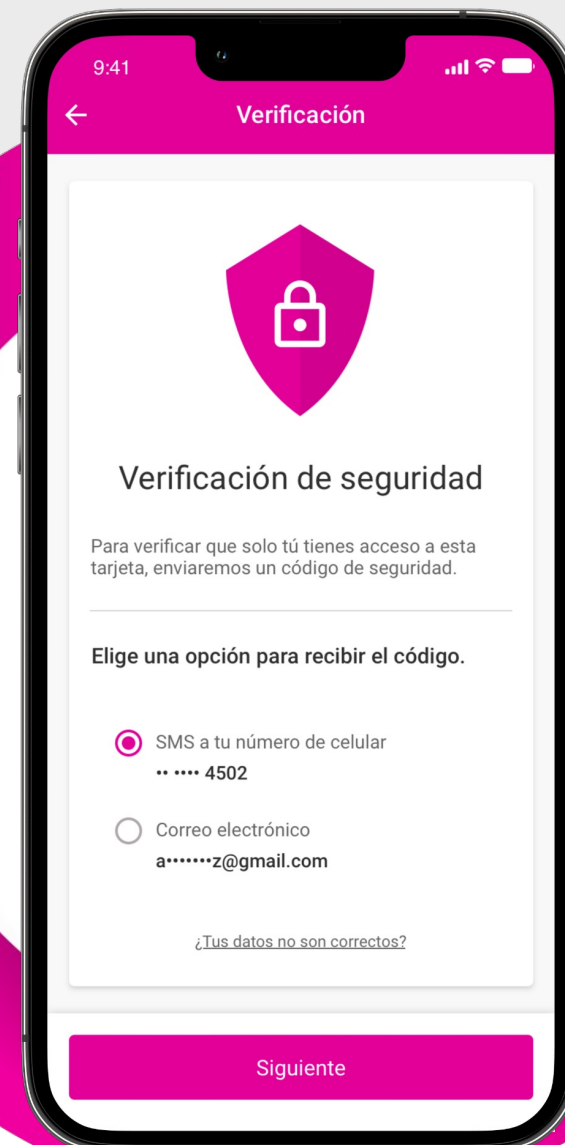 9:41
Verificación
Verificación de seguridad
Para verificar que solo tú tienes acceso a esta
tarjeta, enviaremos un código de seguridad.
Elige una opción para recibir el código.
SMS a tu número de celular
•• •••• 4502
Correo electrónico
a•••••••z@gmail.com
¿Tus datos no son correctos?
Siguiente